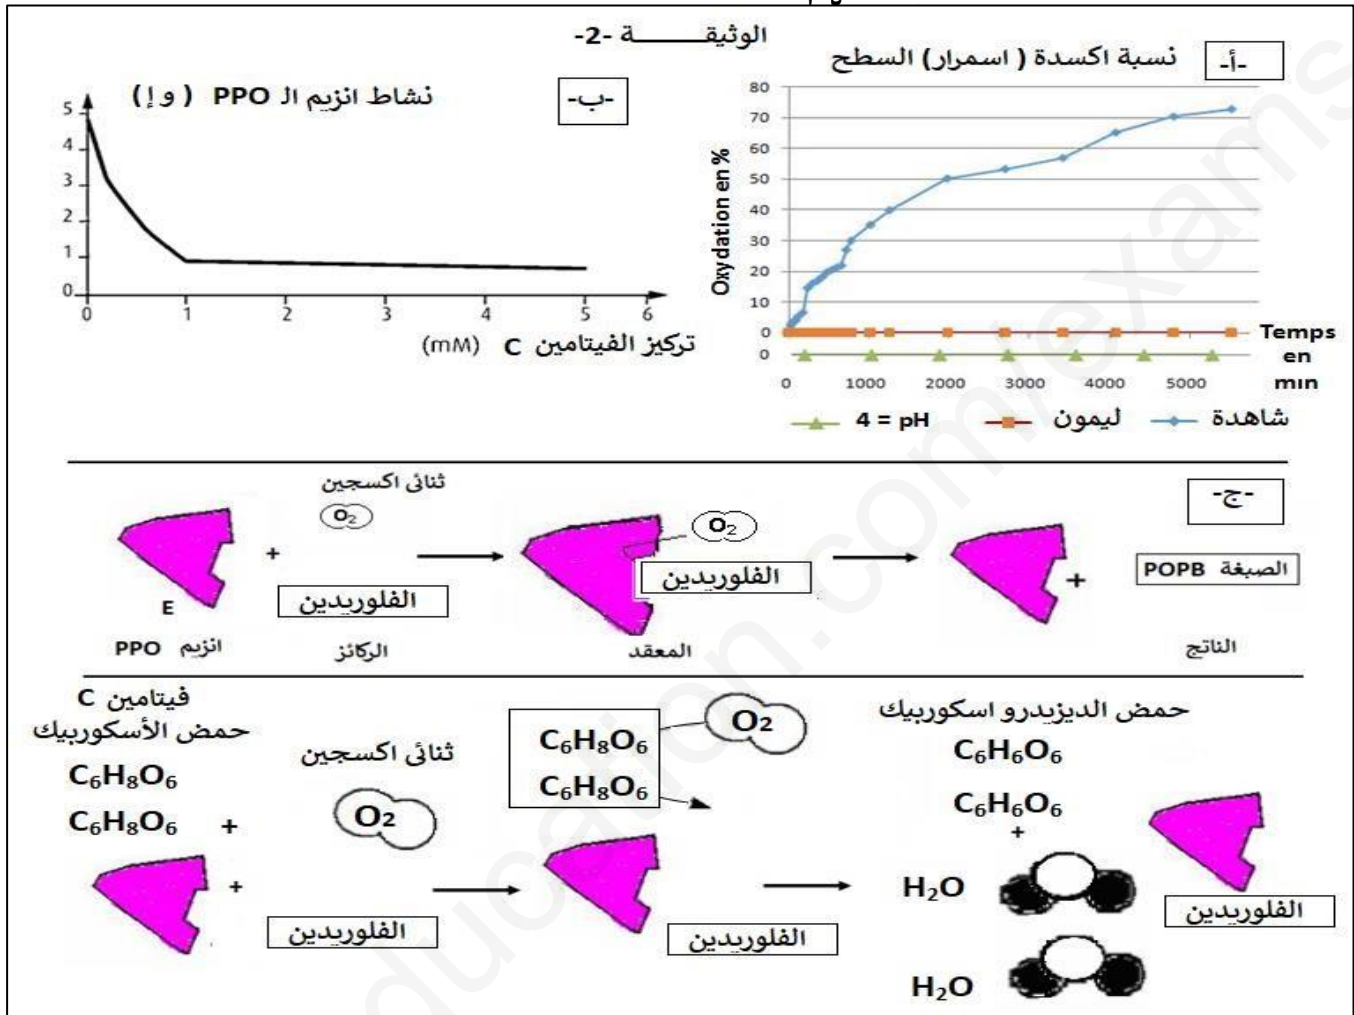 الوثيقـــــــة -2-
-أ-
نسبة اكسدة ( اسمرار) السطح
Oxydation en %
80
70
60
50
40
30
20
10
0
0
0 1000 2000 3000 4000 5000
Temps
en
min
شاهدة ليمون pH = 4
-ب-
نشاط انزيم الـ PPO ( و إ )
5
4
3
2
1
0
0 1 2 3 4 5 6
تركيز الفيتامين C (mM)
-ج-
ثنائي اكسجين
O2
O2
+
الفلوريدين
الفلوريدين
+
الصبغة POPB
E
انزيم PPO
الركائز
المعقد
الناتج
فيتامين C
حمض الأسكوربيك
C6H8O6
C6H8O6 +
ثنائي اكسجين
O2
C6H8O6
C6H8O6
O2
حمض الديزيدرو اسكوربيك
C6H6O6
C6H6O6
+
+
الفلوريدين
الفلوريدين
H2O
الفلوريدين
H2O
education.com/exams